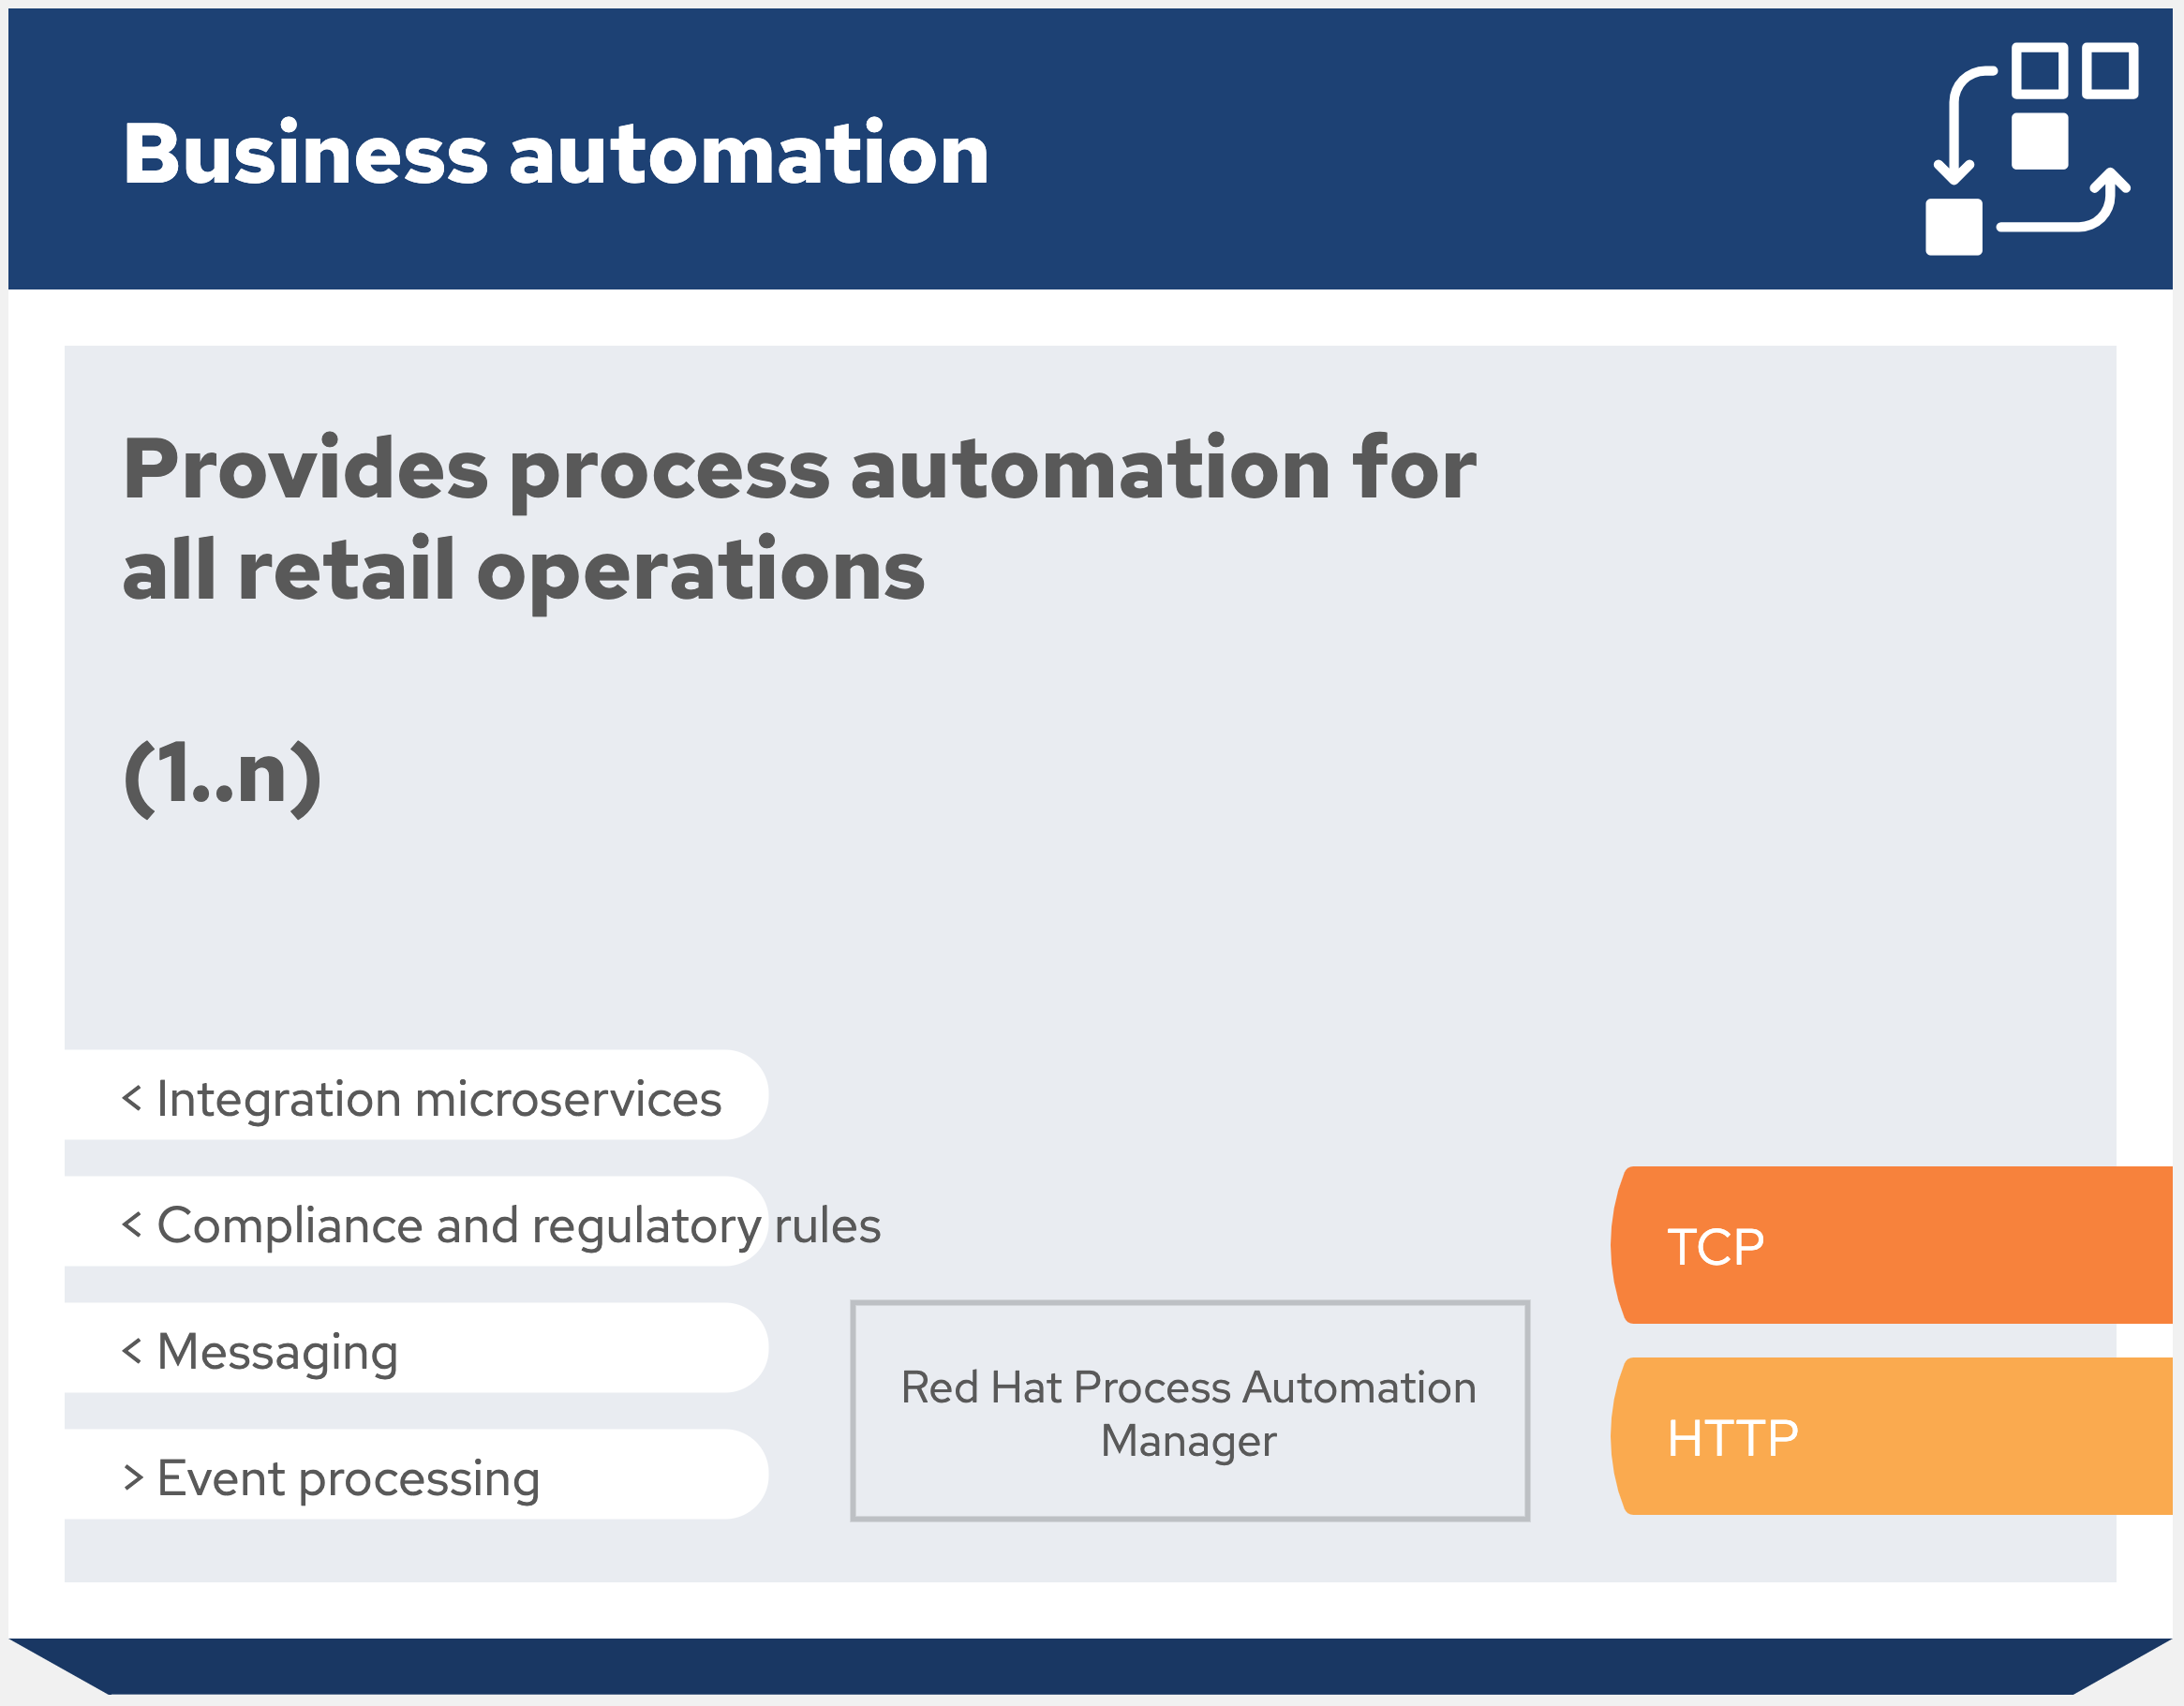 Business automation
Provides process automation for
all retail operations
(1..n)
< Integration microservices
< Compliance and regulatory rules
< Messaging
> Event processing
Red Hat Process Automation
Manager
TCP
HTTP